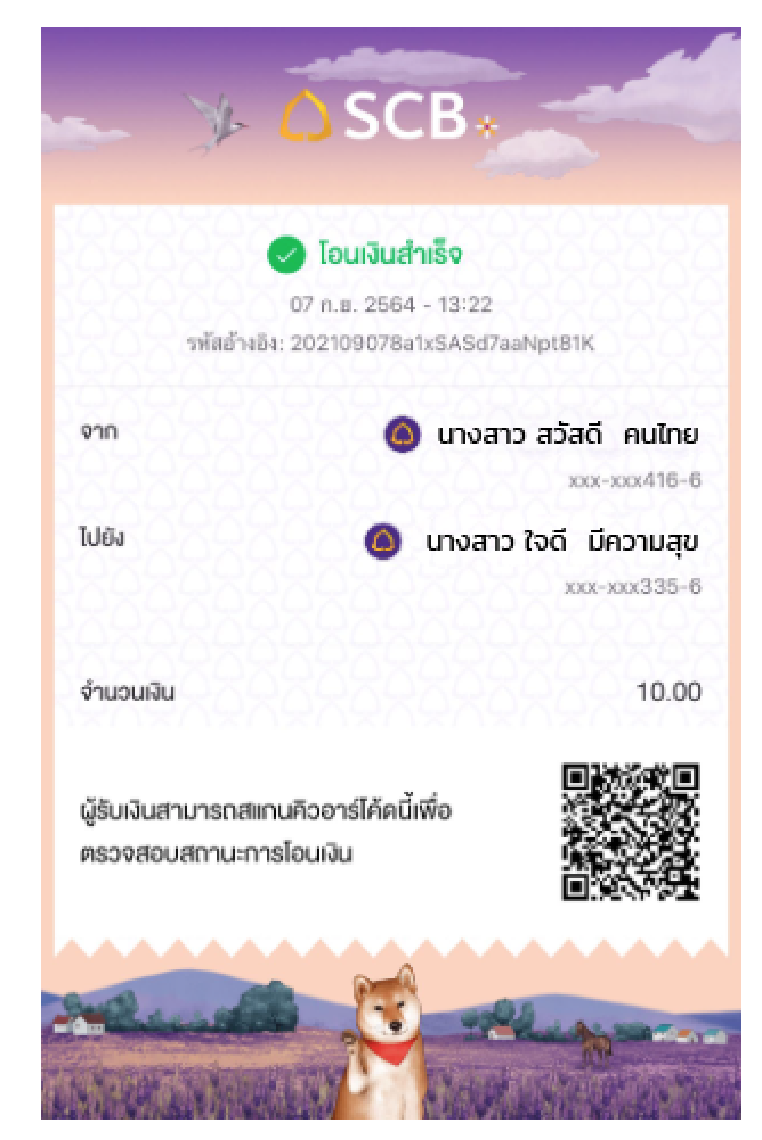 SCB
โอนเงินสำเร็จ
07 ก.ย. 2564 - 13:22
รหัสอ้างอิง: 202109078a1xSASd7aaNpt81K
จาก นางสาว สวัสดี คนไทย
xxx-xxx416-6
ไปยัง นางสาว ใจดี มีความสุข
xxx-xxx335-6
จำนวนเงิน 10.00
ผู้รับเงินสามารถสแกนคิวอาร์โค้ดนี้เพื่อ
ตรวจสอบสถานะการโอนเงิน